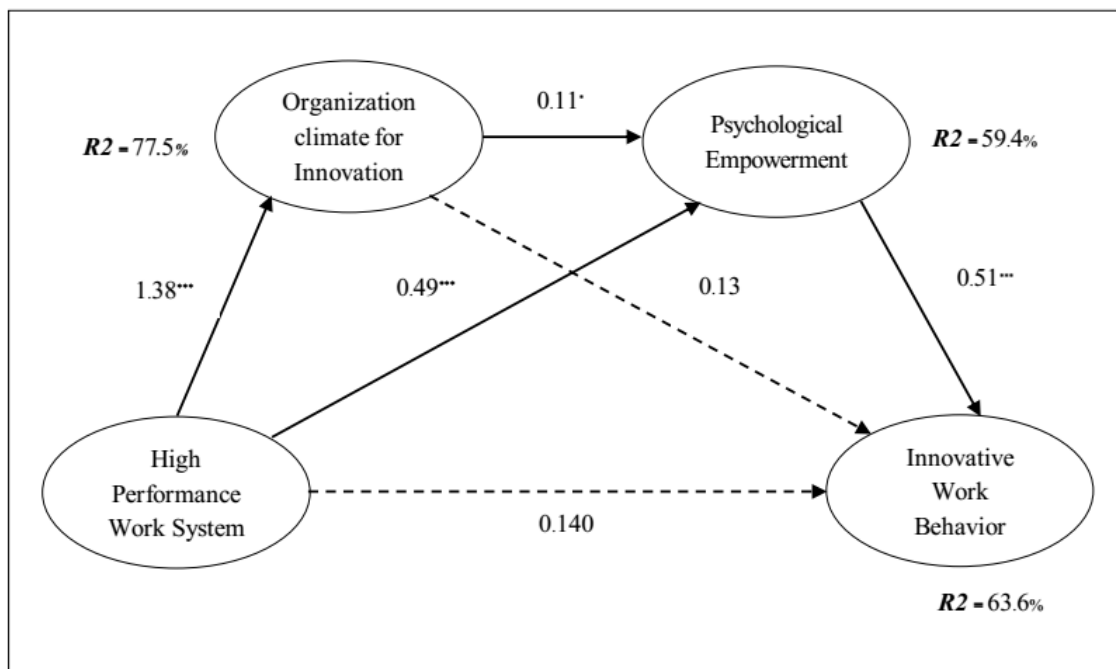 Organization
climate for
Innovation
0.11*
Psychological
Empowerment
R2 = 77.5%
R2 = 59.4%
1.38***
0.49***
0.13
0.51***
High
Performance
Work System
0.140
Innovative
Work
Behavior
R2 = 63.6%